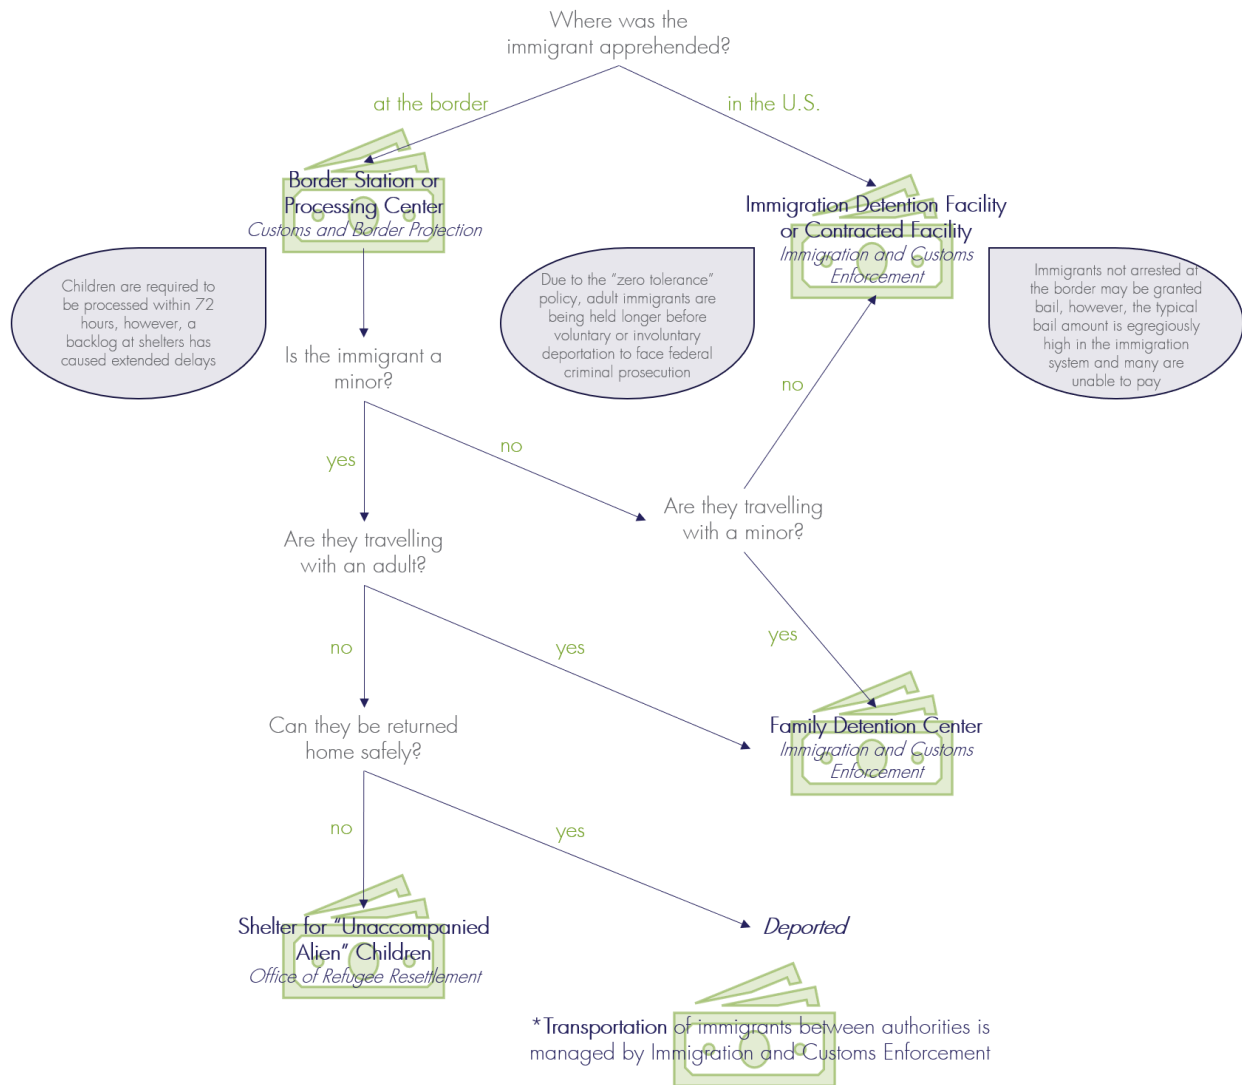 Where was the
immigrant apprehended?
at the border
in the U.S.
Border Station or
Processing Center
Customs and Border Protection
Immigration Detention Facility
or Contracted Facility
Immigration and Customs
Enforcement
Children are required to
be processed within 72
hours, however, a
backlog at shelters has
caused extended delays
Due to the “zero tolerance”
policy, adult immigrants are
being held longer before
voluntary or involuntary
deportation to face federal
criminal prosecution
Immigrants not arrested at
the border may be granted
bail, however, the typical
bail amount is egregiously
high in the immigration
system and many are
unable to pay
Is the immigrant a
minor?
no
yes
no
Are they travelling
with a minor?
Are they travelling
with an adult?
no
yes
yes
Can they be returned
home safely?
Family Detention Center
Immigration and Customs
Enforcement
no
yes
Shelter for “Unaccompanied
Alien” Children
Office of Refugee Resettlement
Deported
*Transportation of immigrants between authorities is
managed by Immigration and Customs Enforcement